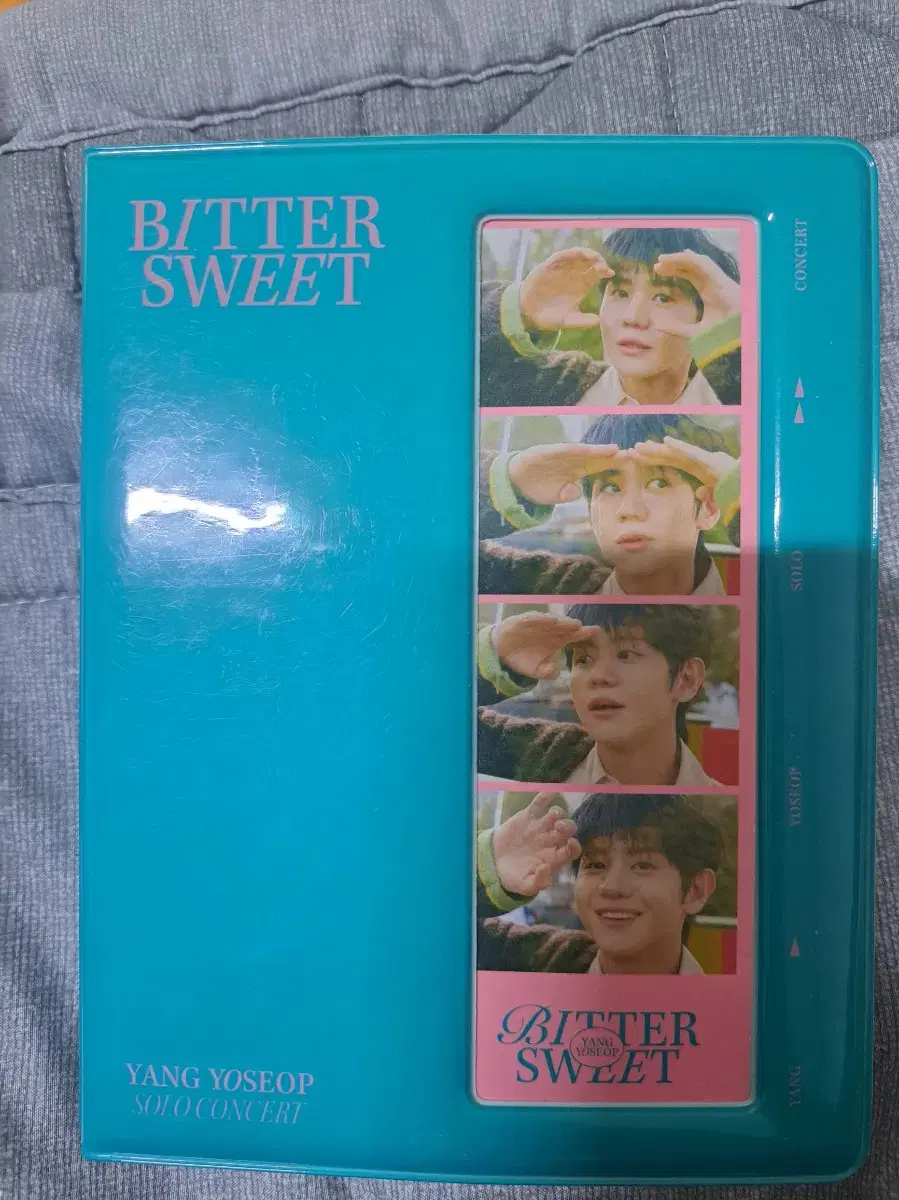 BITTER
SWEET
YANG YOSEOP
SOLO CONCERT
BITTER
SWEET
YANG
YOSEOP
YANG YOSEOP SOLO CONCERT